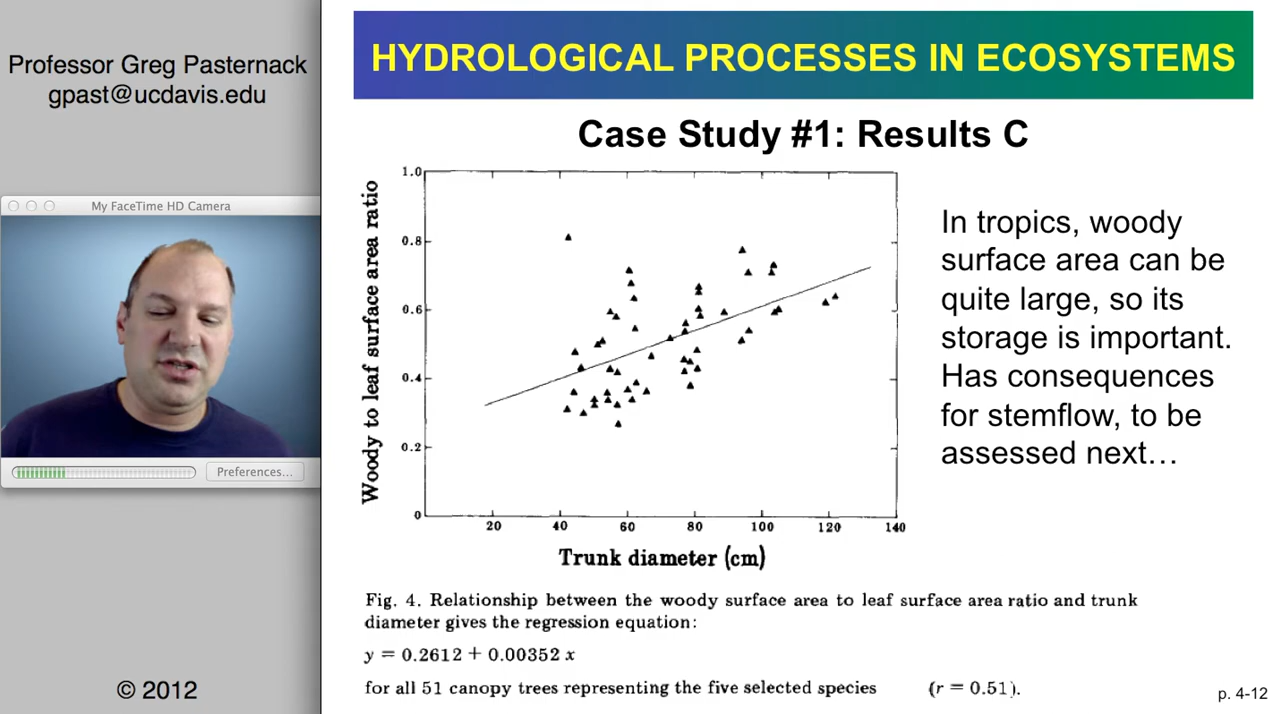 Professor Greg Pasternack
gpast@ucdavis.edu
My FaceTime HD Camera
Preferences...
© 2012
HYDROLOGICAL PROCESSES IN ECOSYSTEMS
Case Study #1: Results C
Woody to leaf surface area ratio
1.0
0.8
0.6
0.4
0.2
0
20 40 60 80 100 120 140
Trunk diameter (cm)
In tropics, woody
surface area can be
quite large, so its
storage is important.
Has consequences
for stemflow, to be
assessed next…
Fig. 4. Relationship between the woody surface area to leaf surface area ratio and trunk
diameter gives the regression equation:
y = 0.2612 + 0.00352 x
for all 51 canopy trees representing the five selected species (r = 0.51).
p. 4-12